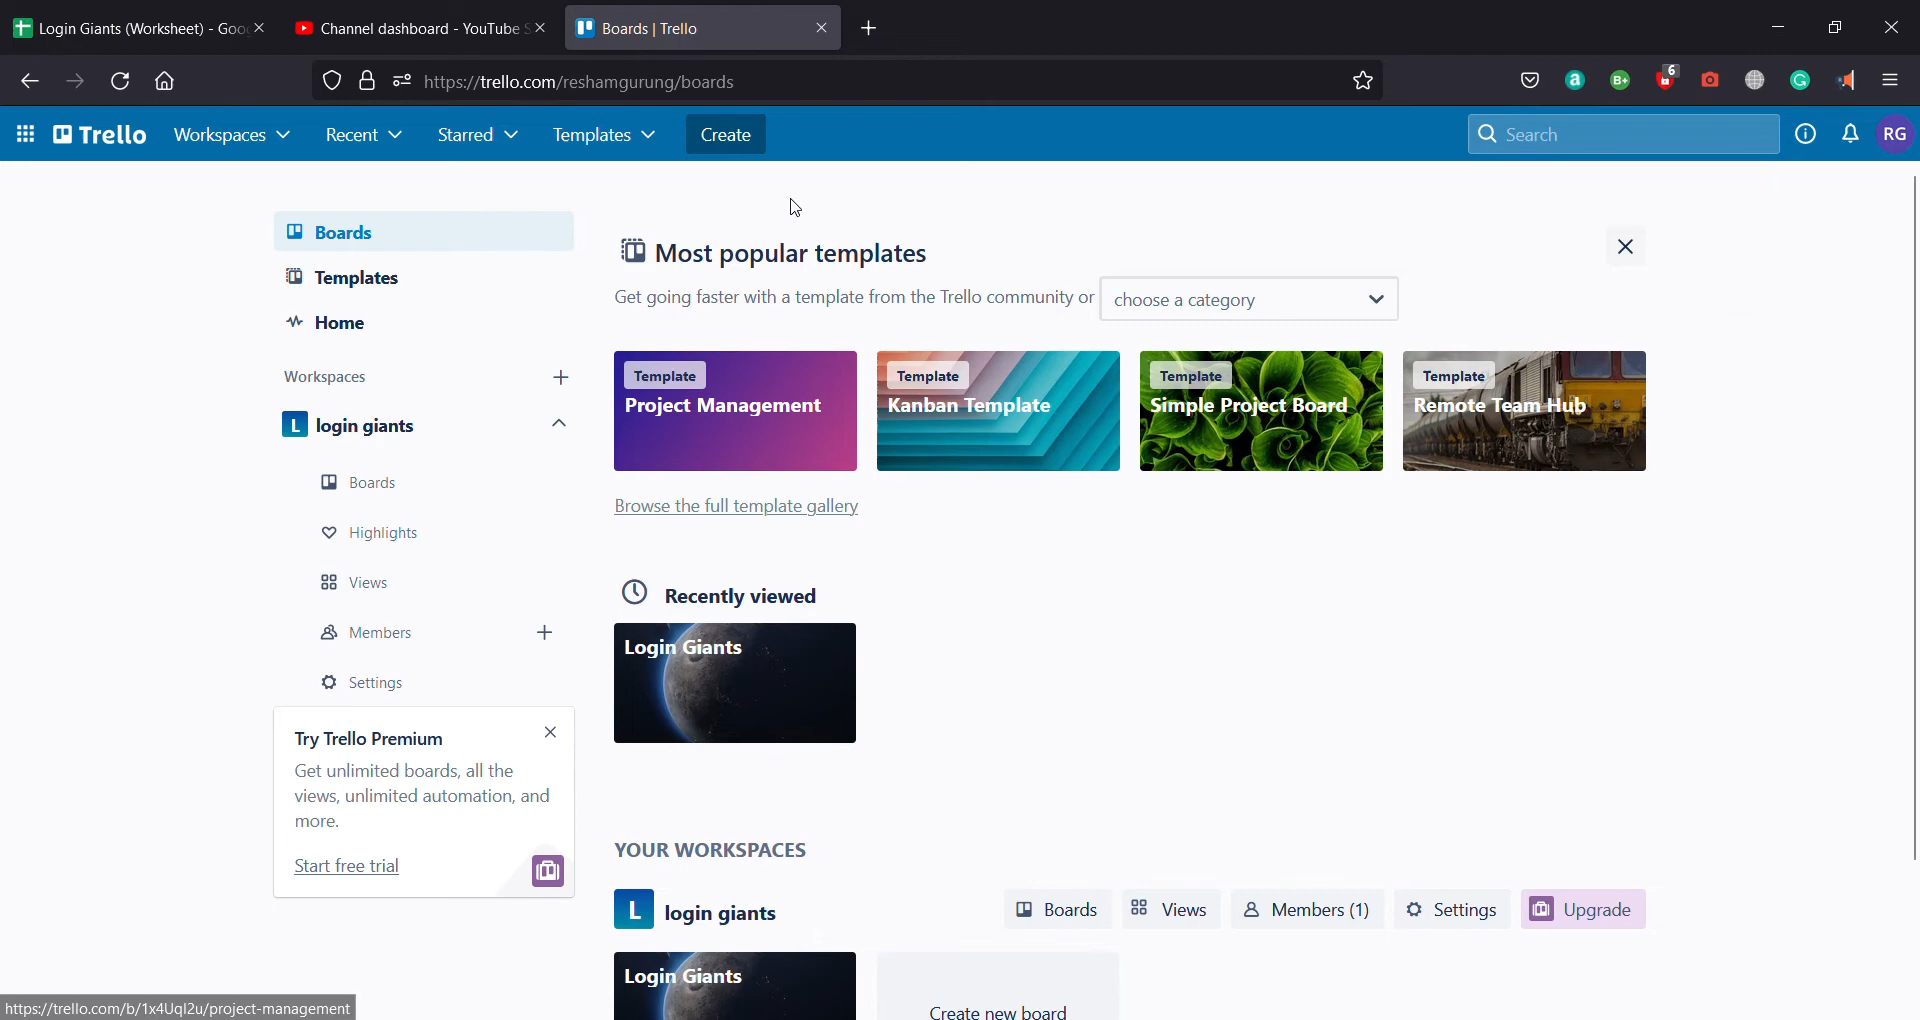 Login Giants (Worksheet) - Goo
Channel dashboard - YouTube S
Boards | Trello
https://trello.com/reshamgurung/boards
6
Trello
Workspaces
Recent
Starred
Templates
Create
Search
RG
Boards
Templates
Home
Workspaces
L login giants
Boards
Highlights
Views
Members
Settings
Try Trello Premium
Get unlimited boards, all the
views, unlimited automation, and
more.
Start free trial
Most popular templates
Get going faster with a template from the Trello community or
choose a category
Template
Project Management
Template
Kanban Template
Template
Simple Project Board
Template
Remote Team Hub
Browse the full template gallery
Recently viewed
Login Giants
YOUR WORKSPACES
L login giants
Boards
Views
Members (1)
Settings
Upgrade
Login Giants
Create new board
https://trello.com/b/1x4Uql2u/project-management